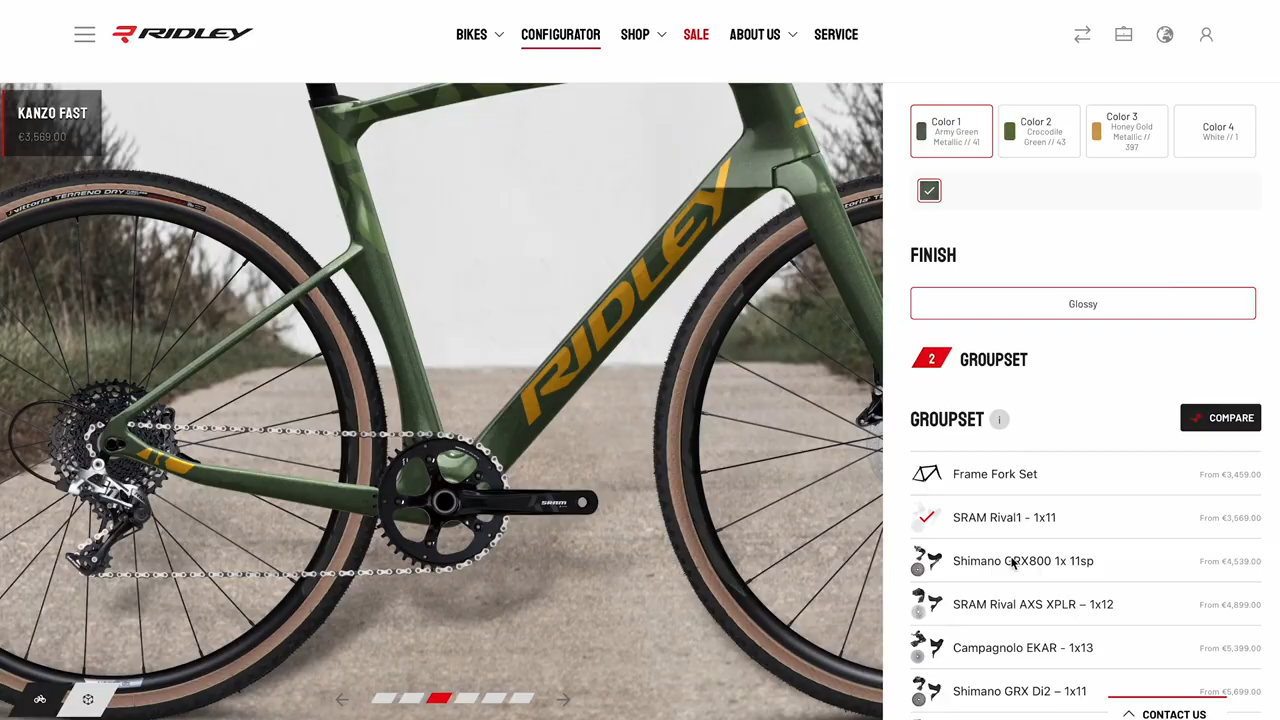 RIDLEY
BIKES
CONFIGURATOR
SHOP
SALE
ABOUT US
SERVICE
KANZO FAST
€3,569.00
vittoria TERRENO DRY
RIDLEY
SRAM
Color 1
Army Green
Metallic // 41
Color 2
Crocodile
Green // 43
Color 3
Honey Gold
Metallic //
397
Color 4
White // 1
FINISH
Glossy
2 GROUPSET
GROUPSET i
COMPARE
Frame Fork Set From €3,459.00
SRAM Rival1 - 1x11 From €3,569.00
Shimano GRX800 1x 11sp From €4,539.00
SRAM Rival AXS XPLR – 1x12 From €4,899.00
Campagnolo EKAR - 1x13 From €5,399.00
Shimano GRX Di2 – 1x11 From €5,699.00
CONTACT US